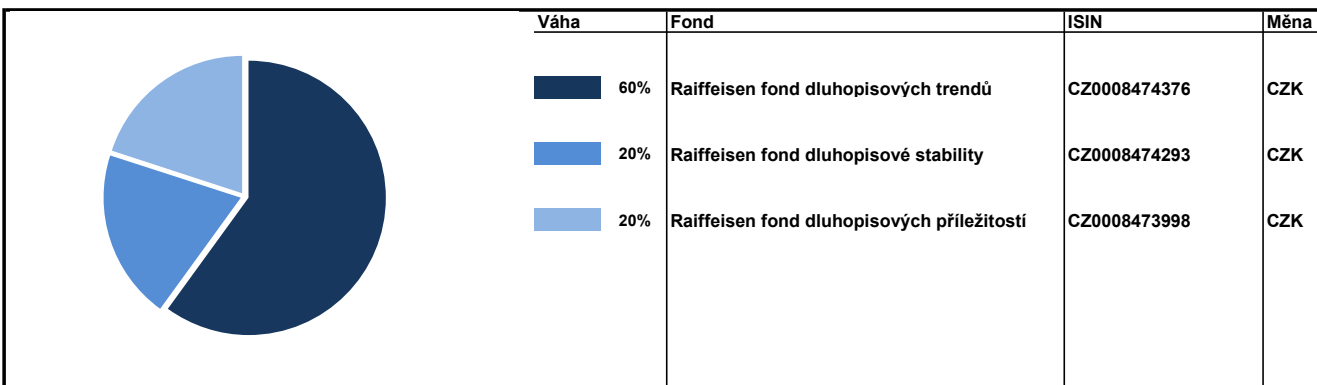 Váha Fond ISIN Měna
60% Raiffeisen fond dluhopisových trendů CZ0008474376 CZK
20% Raiffeisen fond dluhopisové stability CZ0008474293 CZK
20% Raiffeisen fond dluhopisových příležitostí CZ0008473998 CZK